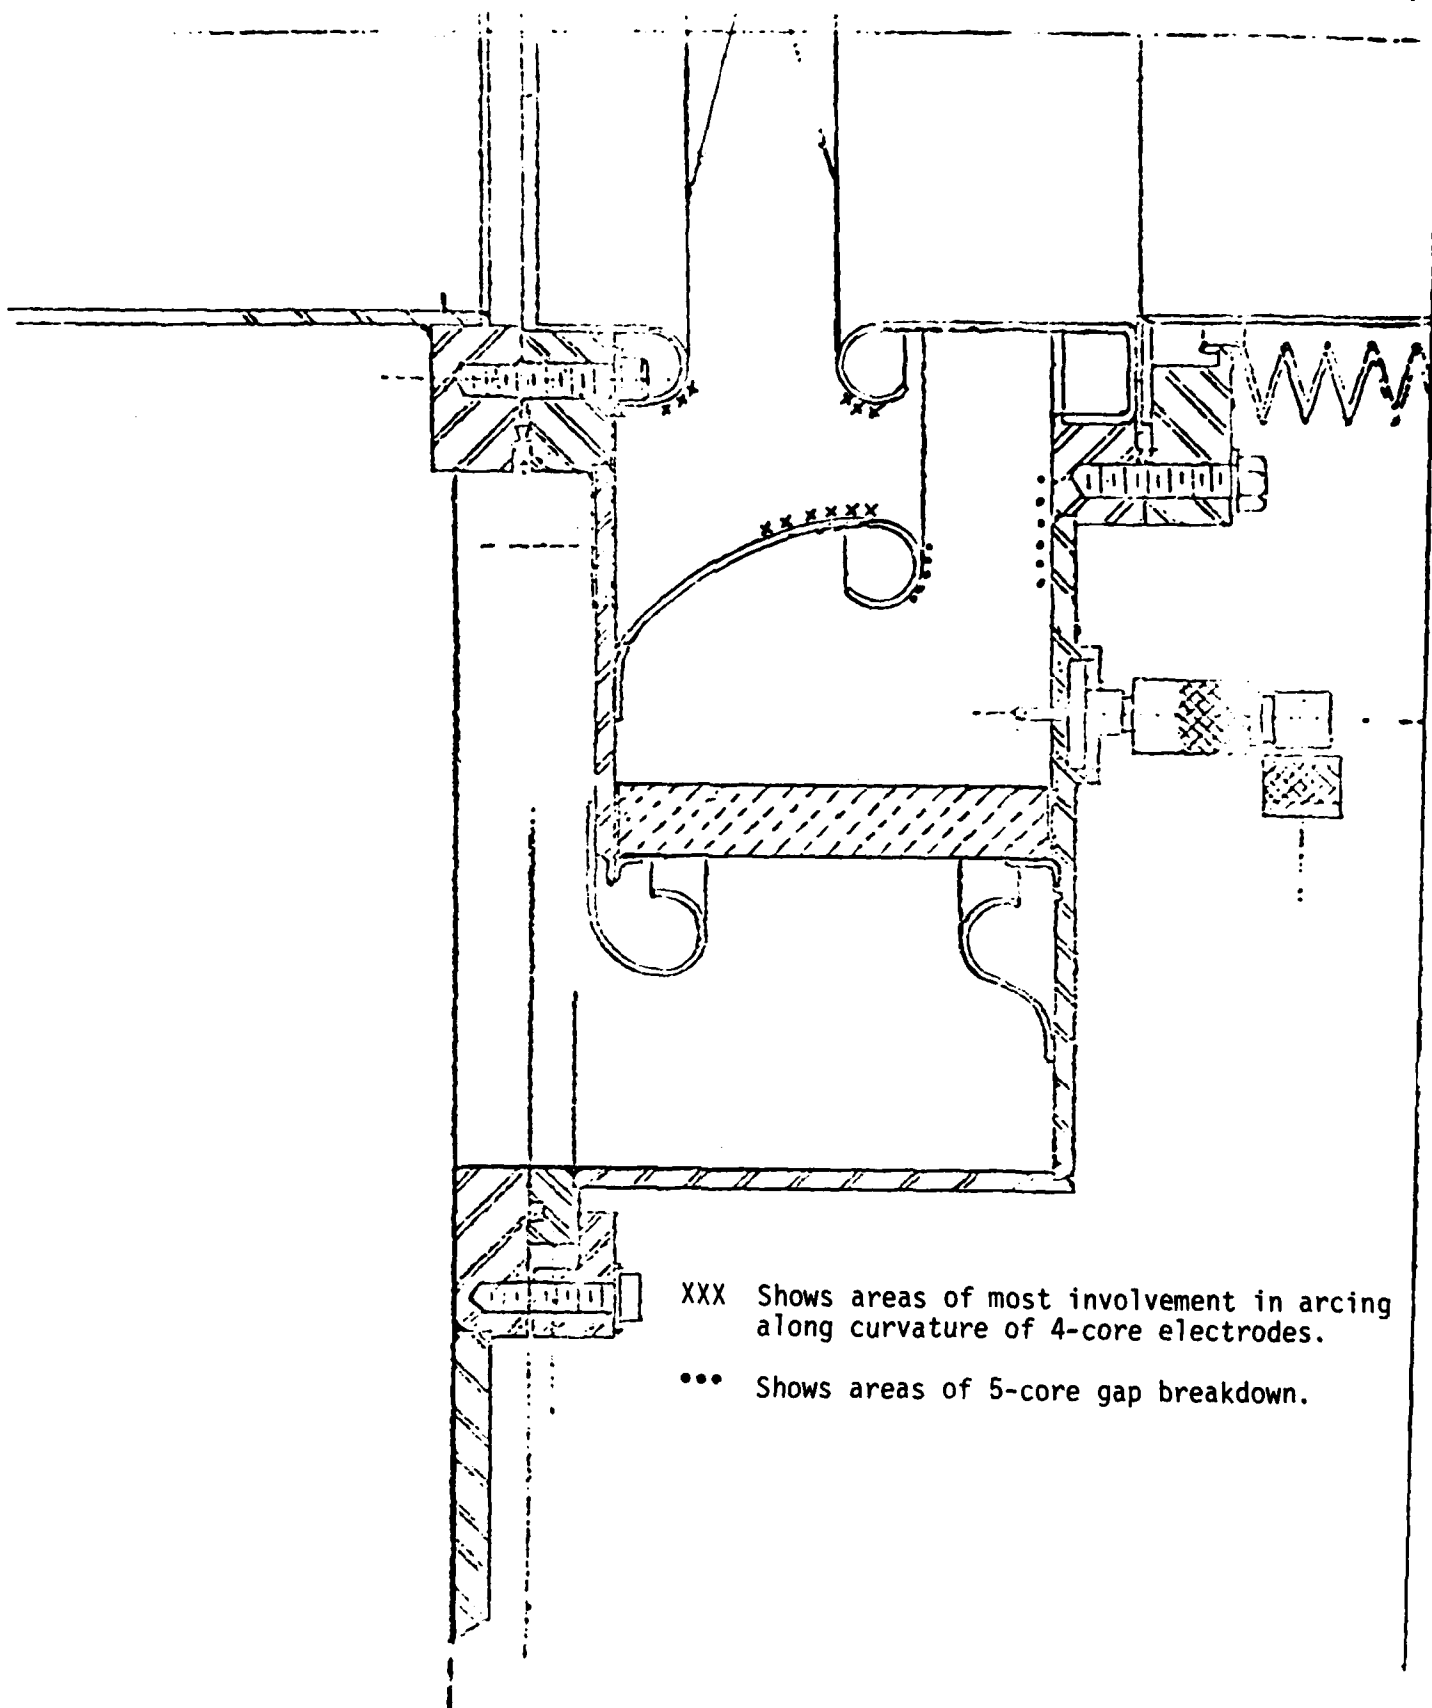 XXX Shows areas of most involvement in arcing
along curvature of 4-core electrodes.
••• Shows areas of 5-core gap breakdown.